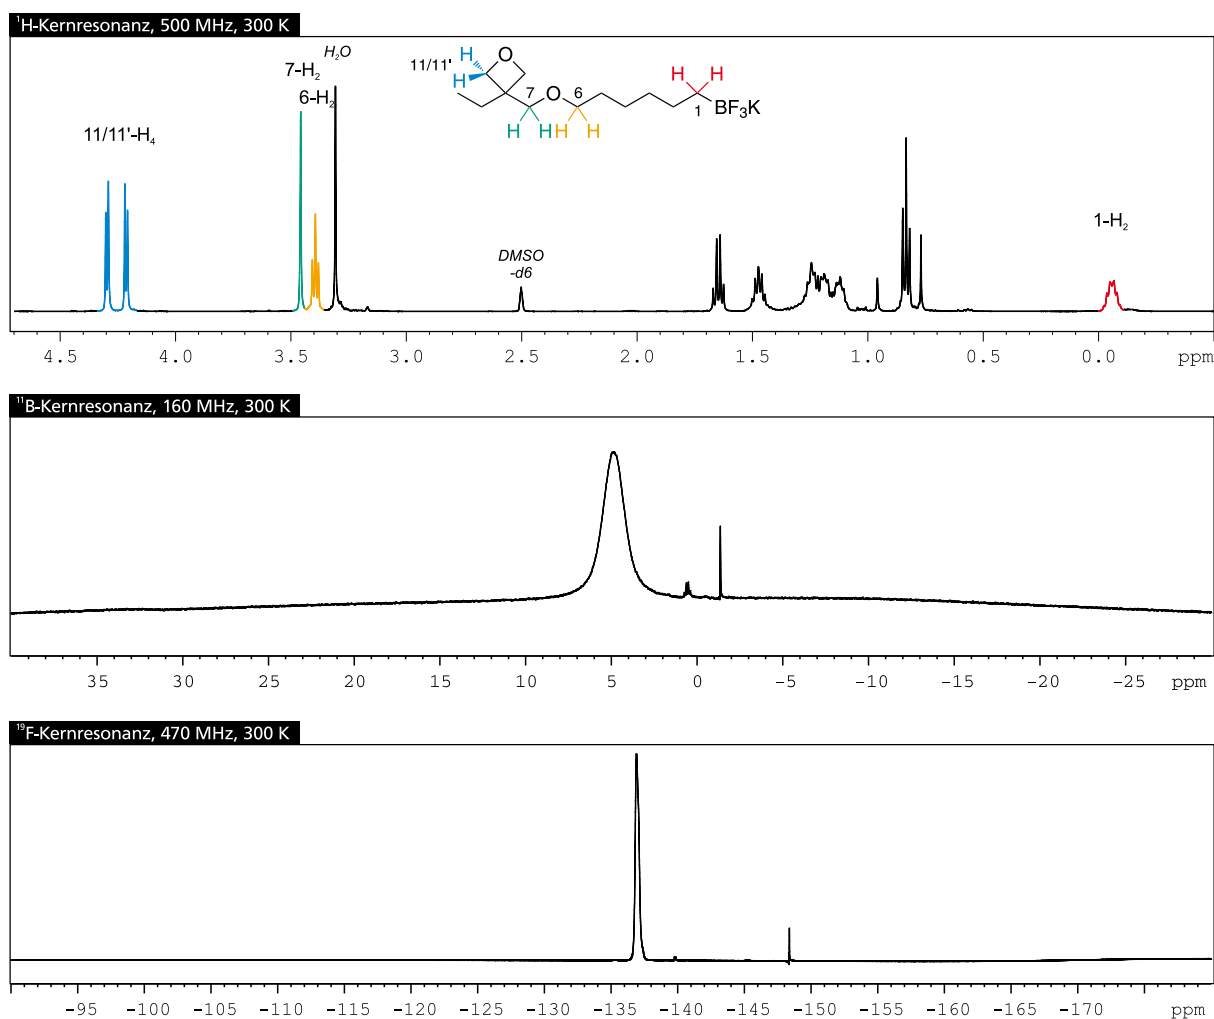 ¹H-Kernresonanz, 500 MHz, 300 K
H₂O
7-H₂
6-H₂
11/11'-H₄
11/11'
H
H
O
7
O
6
H
H
H
H
H
H
1
BF₃K
DMSO
-d6
1-H₂
4.5 4.0 3.5 3.0 2.5 2.0 1.5 1.0 0.5 0.0 ppm
¹¹B-Kernresonanz, 160 MHz, 300 K
35 30 25 20 15 10 5 0 -5 -10 -15 -20 -25 ppm
¹⁹F-Kernresonanz, 470 MHz, 300 K
-95 -100 -105 -110 -115 -120 -125 -130 -135 -140 -145 -150 -155 -160 -165 -170 ppm